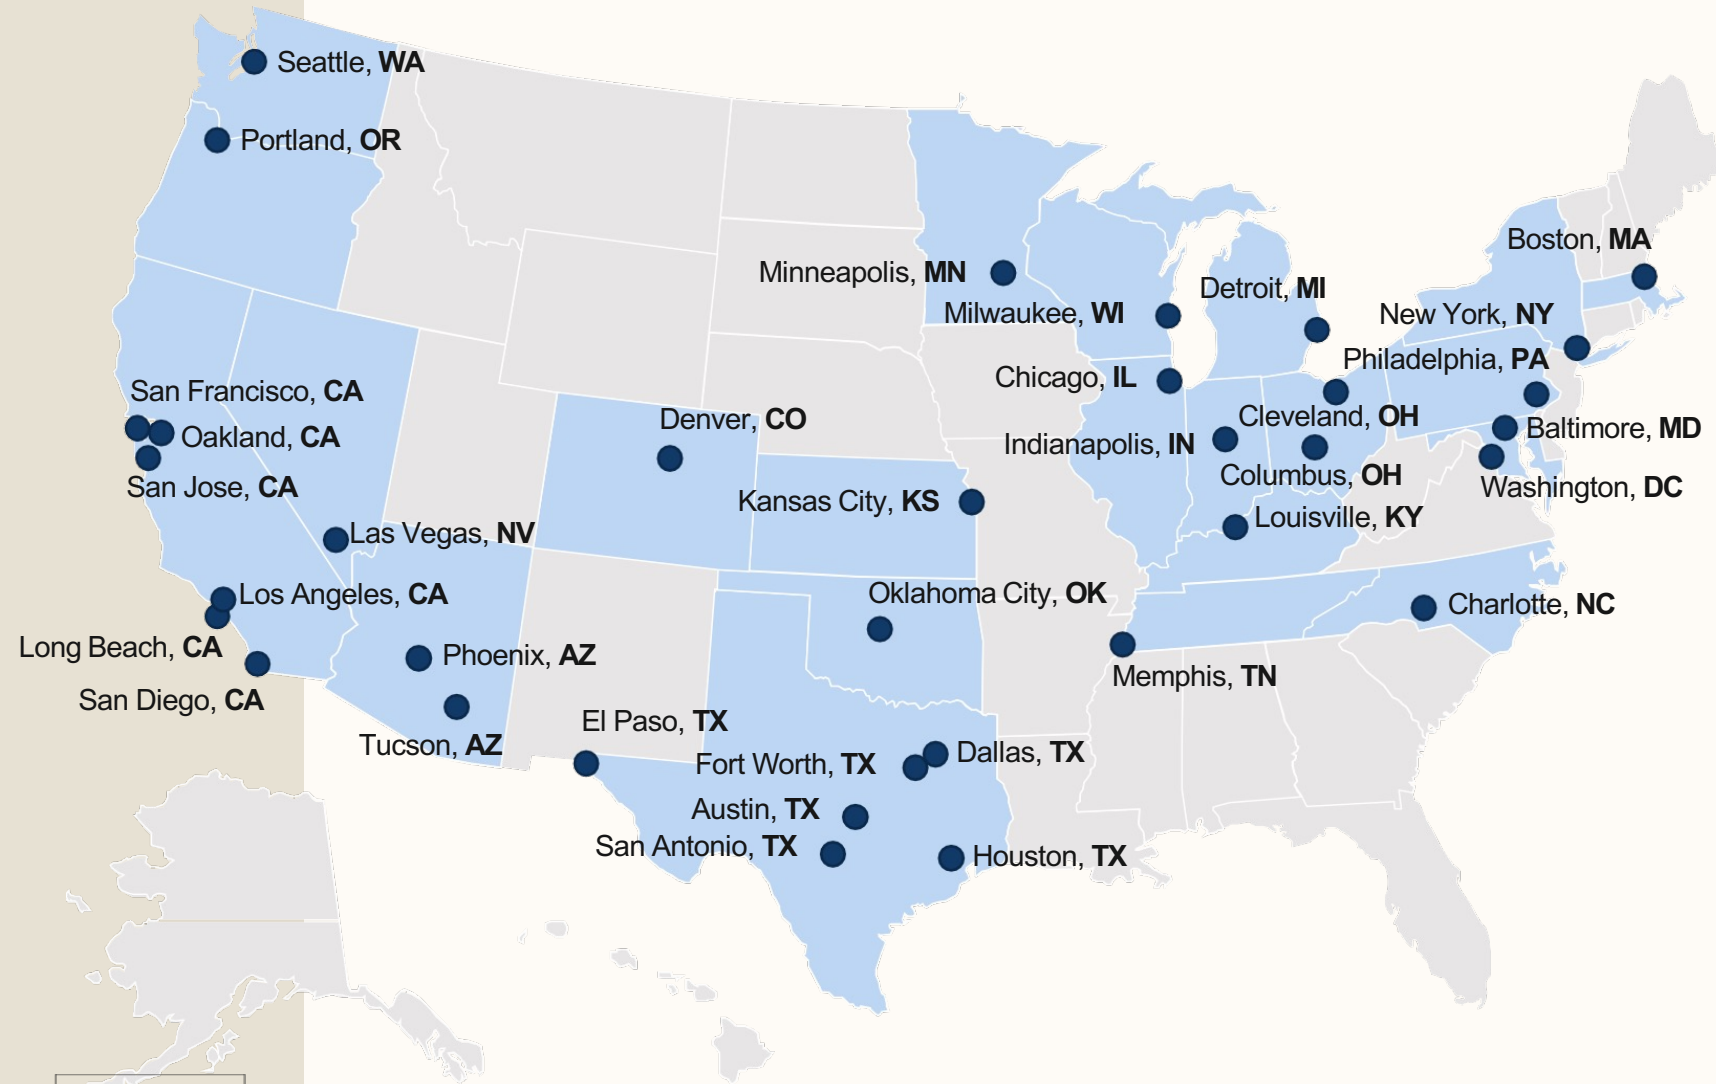 Seattle, WA
Portland, OR
Boston, MA
Minneapolis, MN
Detroit, MI
Milwaukee, WI
New York, NY
Philadelphia, PA
Chicago, IL
San Francisco, CA
Denver, CO
Cleveland, OH
Baltimore, MD
Oakland, CA
Indianapolis, IN
Columbus, OH
San Jose, CA
Washington, DC
Kansas City, KS
Louisville, KY
Las Vegas, NV
Los Angeles, CA
Oklahoma City, OK
Charlotte, NC
Long Beach, CA
Phoenix, AZ
Memphis, TN
San Diego, CA
El Paso, TX
Tucson, AZ
Dallas, TX
Fort Worth, TX
Austin, TX
San Antonio, TX
Houston, TX